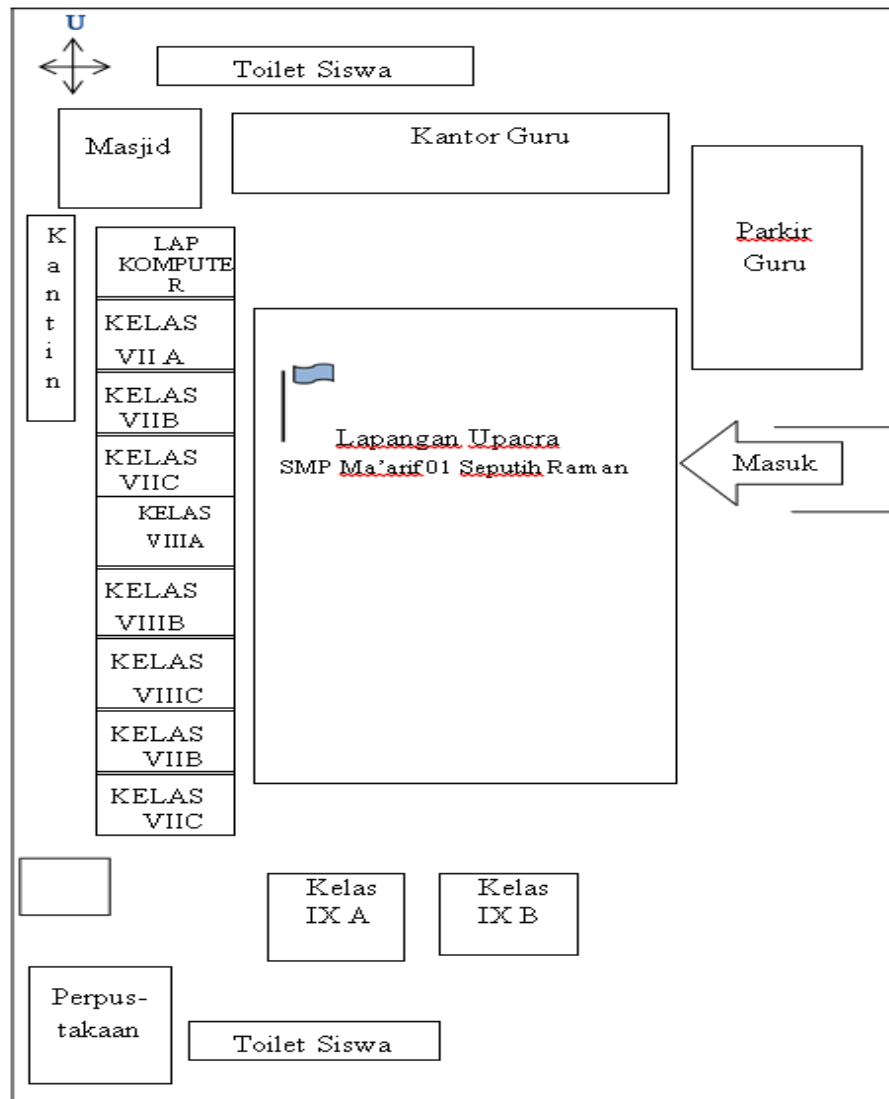 U
Toilet Siswa
Masjid
Kantor Guru
Parkir
Guru
K
a
n
t
i
n
LAP
KOMPUTE
R
KELAS
VII A
KELAS
VIIB
KELAS
VIIC
KELAS
VIIIA
KELAS
VIIIB
KELAS
VIIIC
KELAS
VIIB
KELAS
VIIC
Lapangan Upacra
SMP Ma'arif 01 Seputih Raman
Masuk
Kelas
IX A
Kelas
IX B
Perpus-
takaan
Toilet Siswa